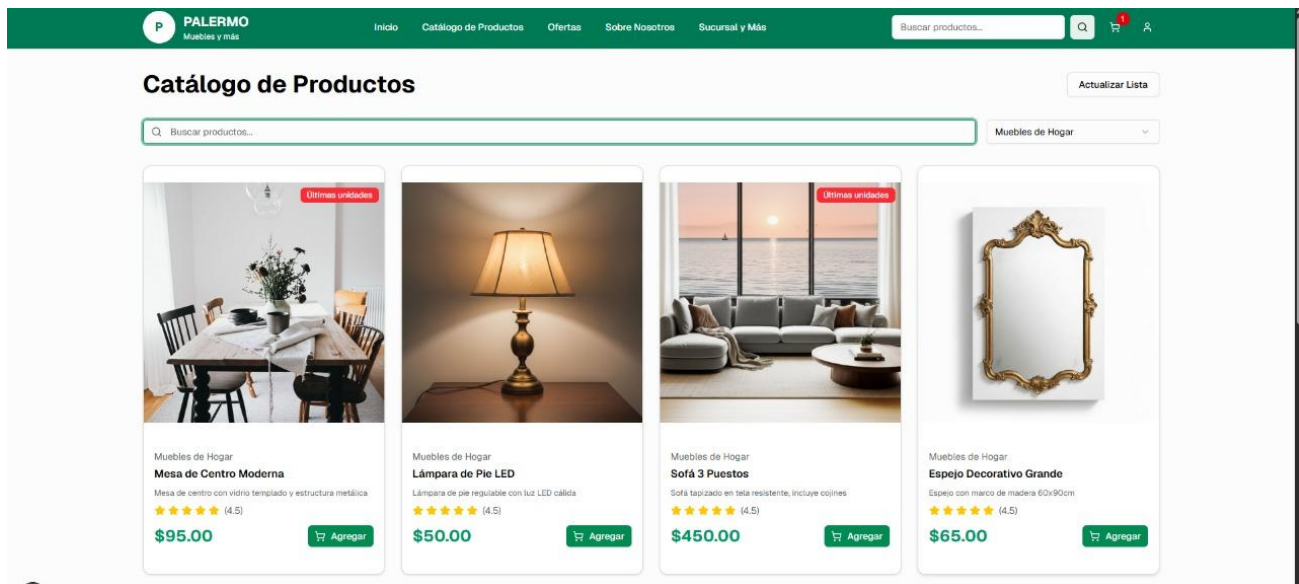 P
PALERMO
Muebles y más
Inicio
Catálogo de Productos
Ofertas
Sobre Nosotros
Sucursal y Más
Buscar productos...
1
Catálogo de Productos
Actualizar Lista
Buscar productos...
Muebles de Hogar
Últimas unidades
Muebles de Hogar
Mesa de Centro Moderna
Mesa de centro con vidrio templado y estructura metálica
(4.5)
$95.00
Agregar
Muebles de Hogar
Lámpara de Pie LED
Lámpara de pie regulable con luz LED cálida
(4.5)
$50.00
Agregar
Últimas unidades
Muebles de Hogar
Sofá 3 Puestos
Sofá tapizado en tela resistente, incluye cojines
(4.5)
$450.00
Agregar
Muebles de Hogar
Espejo Decorativo Grande
Espejo con marco de madera 60x90cm
(4.5)
$65.00
Agregar